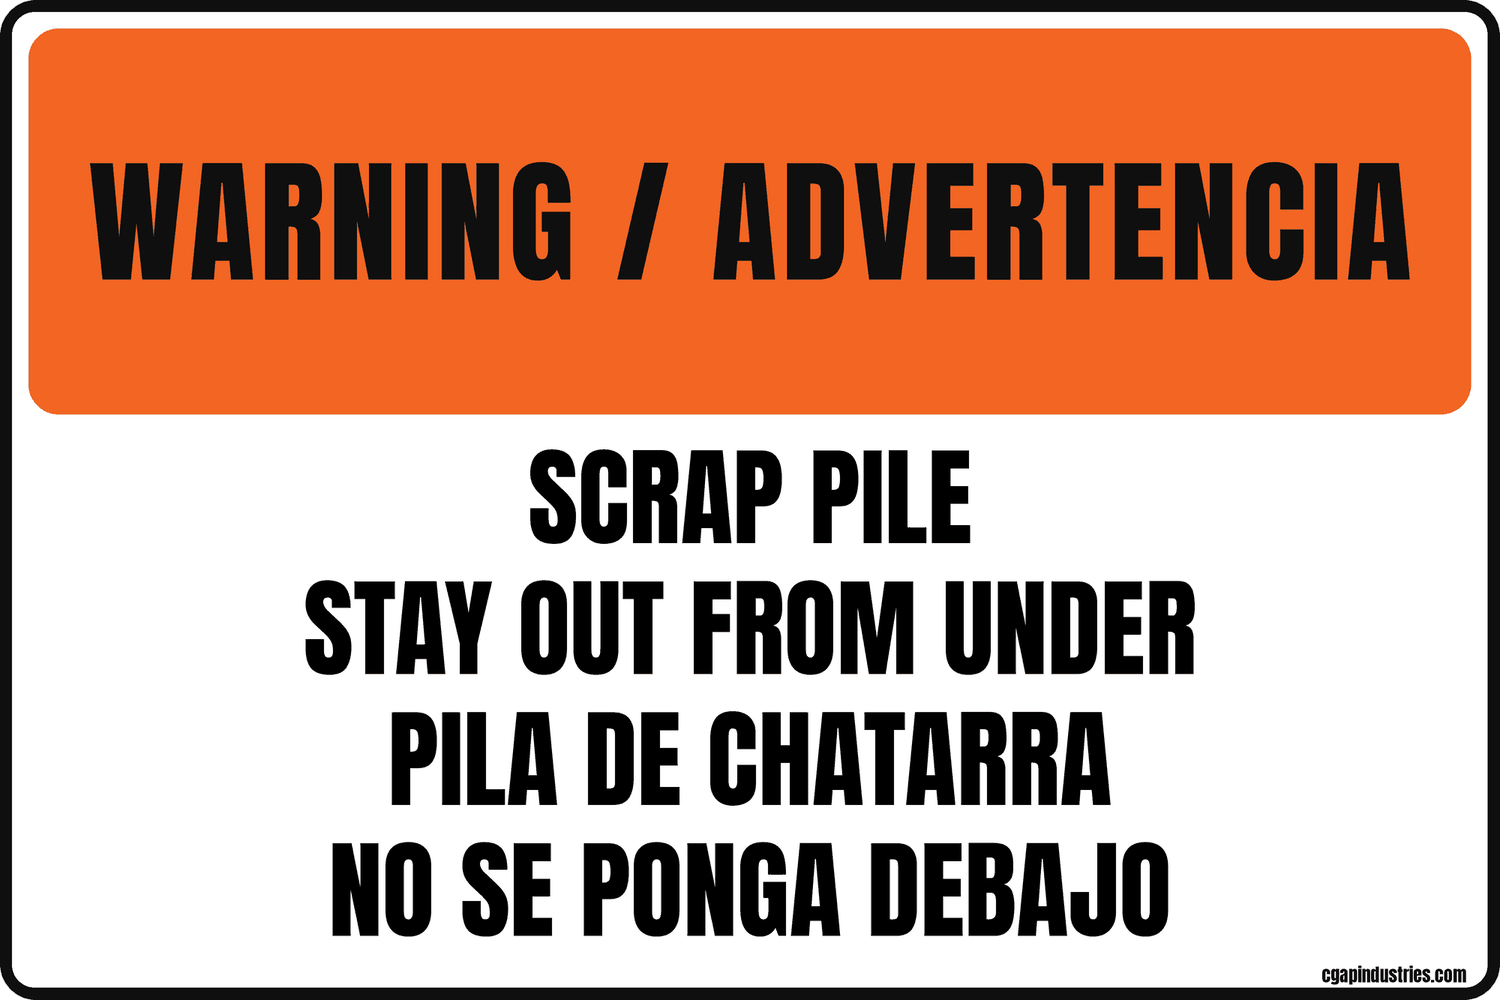 WARNING / ADVERTENCIA
SCRAP PILE
STAY OUT FROM UNDER
PILA DE CHATARRA
NO SE PONGA DEBAJO
cgapindustries.com